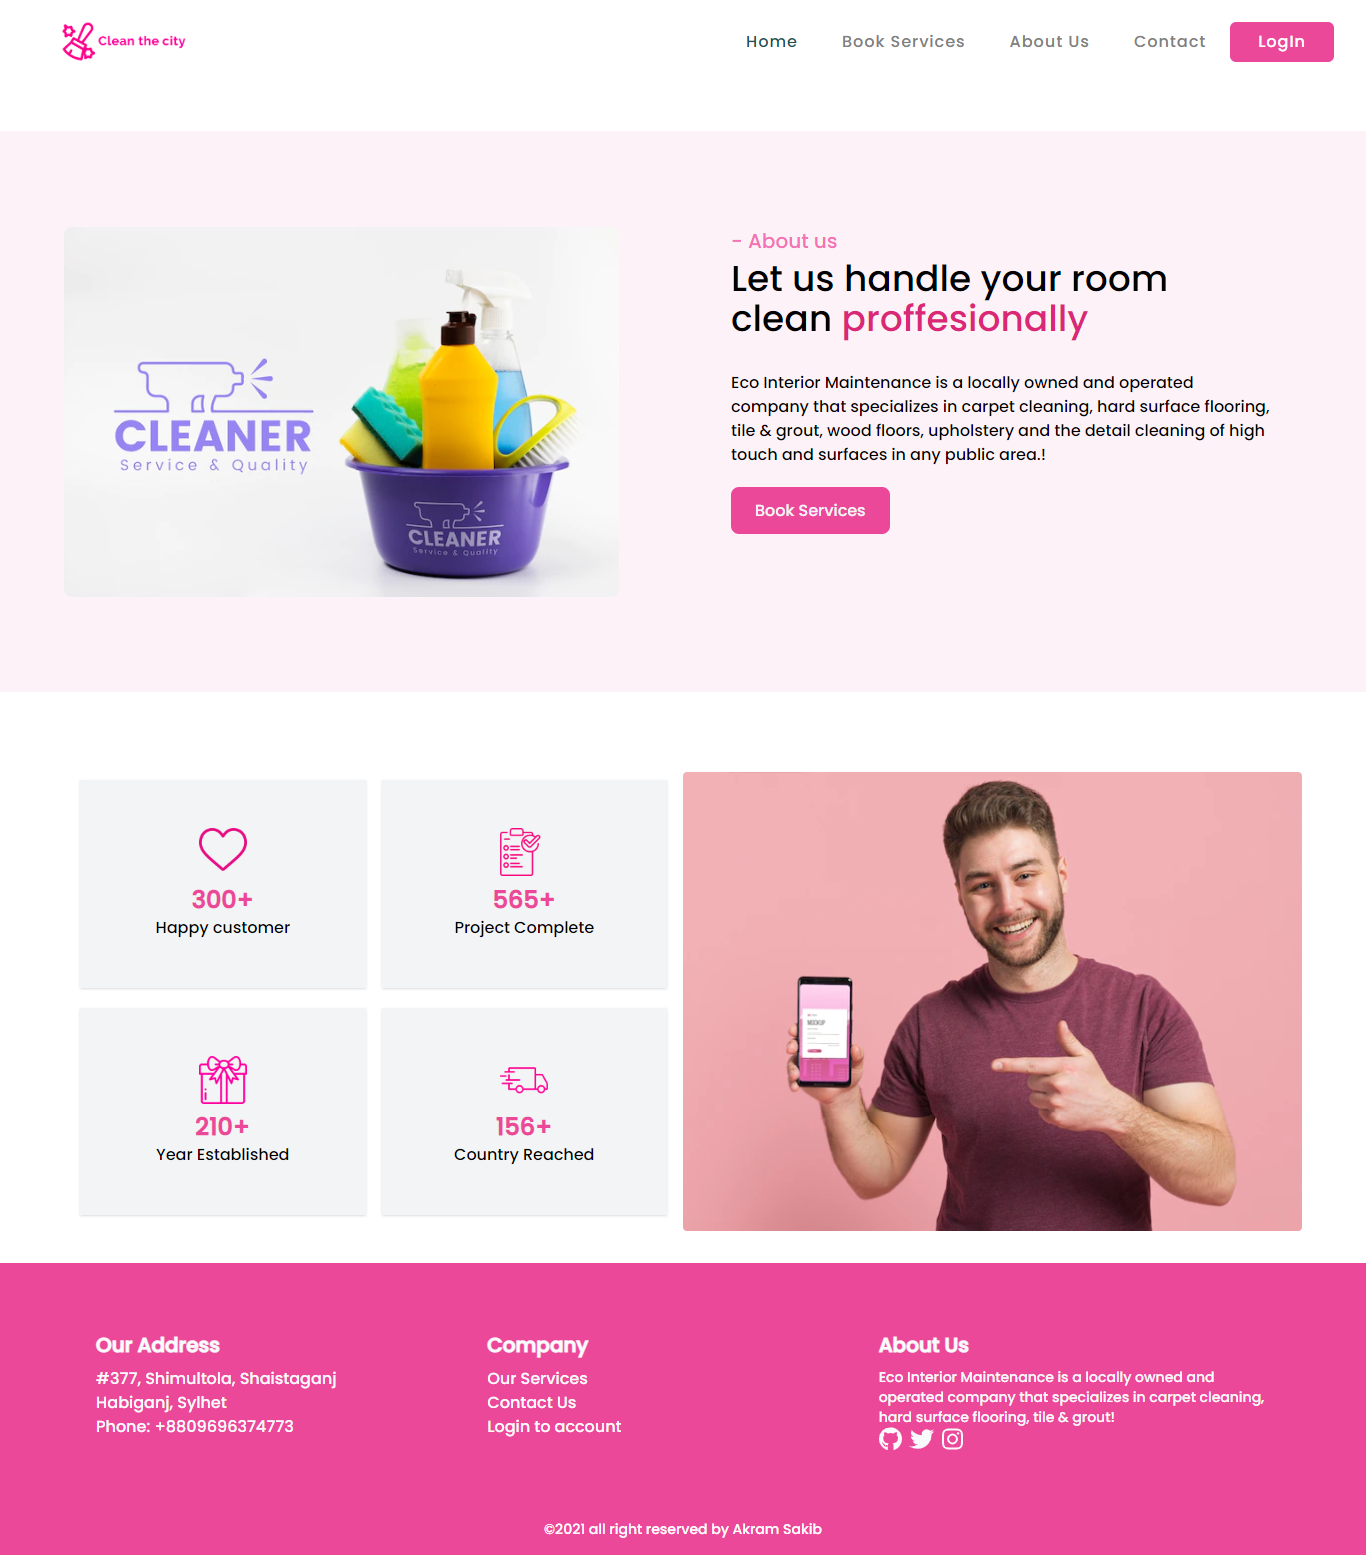 Clean the city
Home
Book Services
About Us
Contact
LogIn
CLEANER
Service & Quality
CLEANER
Service & Quality
- About us
Let us handle your room
clean proffesionally
Eco Interior Maintenance is a locally owned and operated
company that specializes in carpet cleaning, hard surface flooring,
tile & grout, wood floors, upholstery and the detail cleaning of high
touch and surfaces in any public area.!
Book Services
300+
Happy customer
565+
Project Complete
210+
Year Established
156+
Country Reached
MOCKUP
Our Address
#377, Shimultola, Shaistaganj
Habiganj, Sylhet
Phone: +8809696374773
Company
Our Services
Contact Us
Login to account
About Us
Eco Interior Maintenance is a locally owned and
operated company that specializes in carpet cleaning,
hard surface flooring, tile & grout!
©2021 all right reserved by Akram Sakib